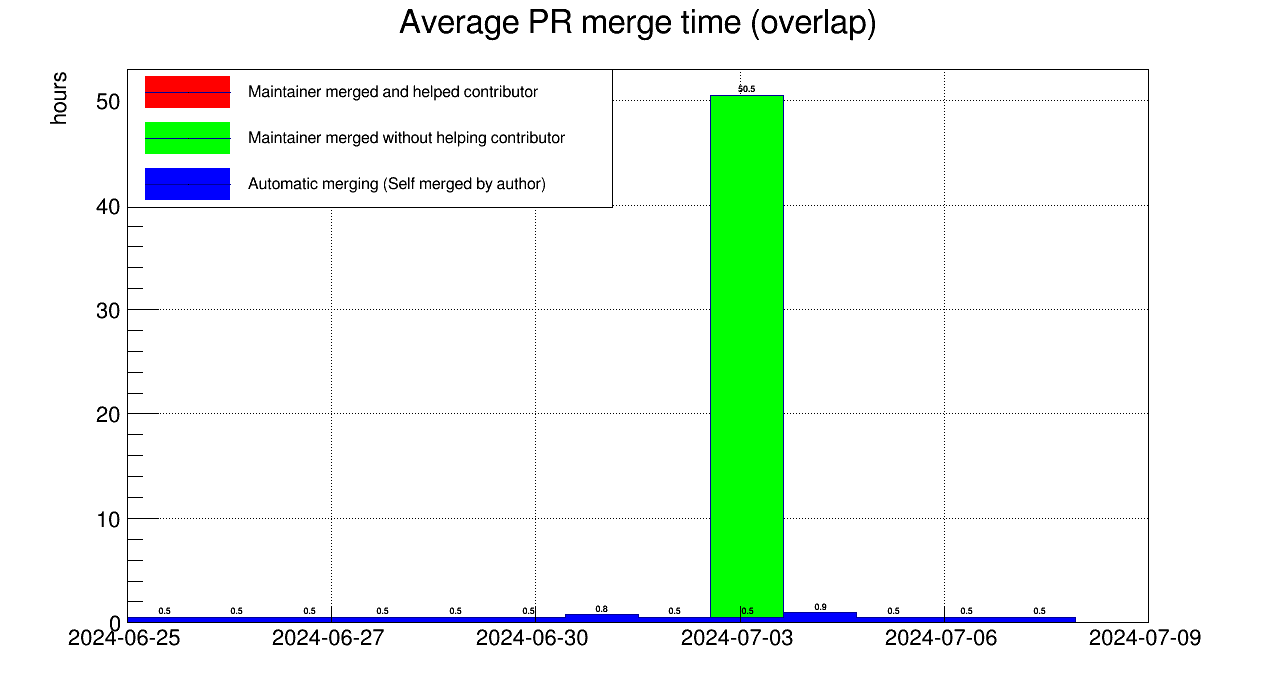 Average PR merge time (overlap)
hours
Maintainer merged and helped contributor
Maintainer merged without helping contributor
Automatic merging (Self merged by author)
50
40
30
20
10
0
50.5
0.5 0.5 0.5 0.5 0.5 0.5 0.8 0.5 0.5 0.9 0.5 0.5 0.5
2024-06-25 2024-06-27 2024-06-30 2024-07-03 2024-07-06 2024-07-09